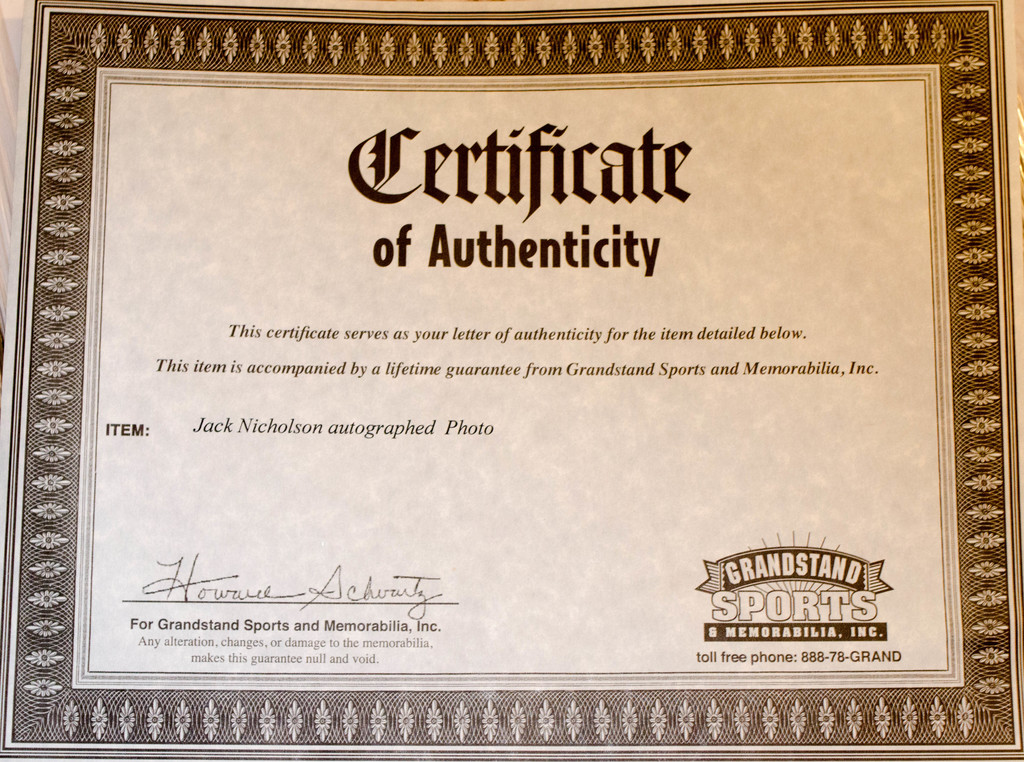 Certificate
of Authenticity
This certificate serves as your letter of authenticity for the item detailed below.
This item is accompanied by a lifetime guarantee from Grandstand Sports and Memorabilia, Inc.
ITEM: Jack Nicholson autographed Photo
Howard Schwartz
For Grandstand Sports and Memorabilia, Inc.
Any alteration, changes, or damage to the memorabilia,
makes this guarantee null and void.
GRANDSTAND
SPORTS
& MEMORABILIA, INC.
toll free phone: 888-78-GRAND